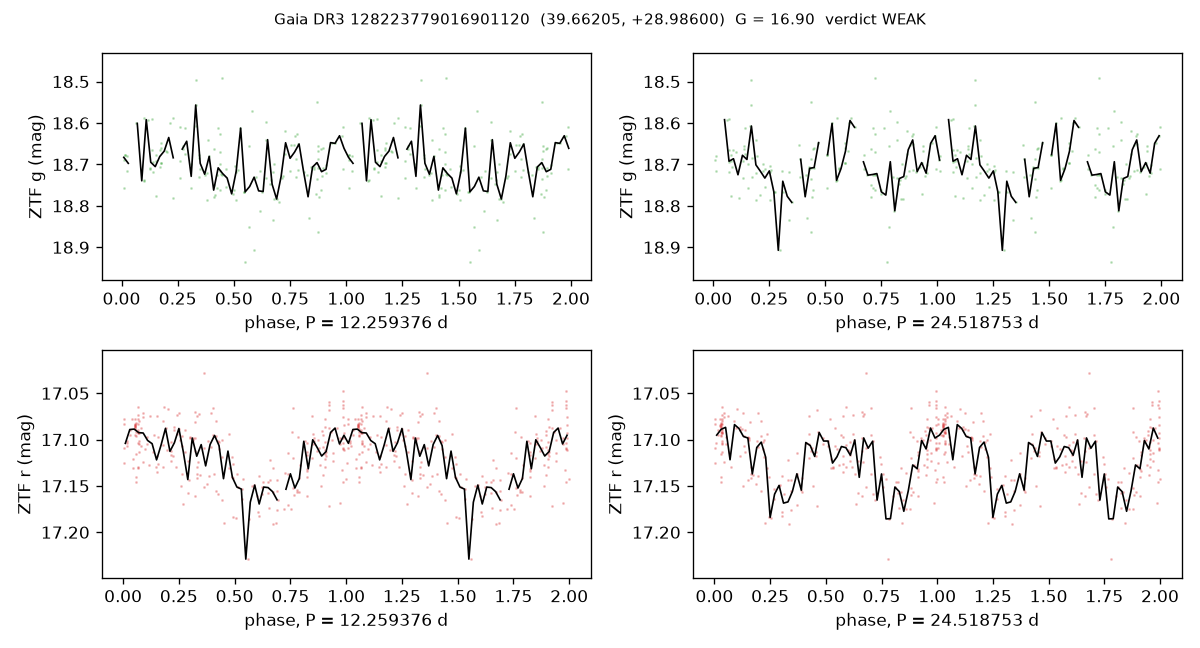 Gaia DR3 128223779016901120 (39.66205, +28.98600) G = 16.90 verdict WEAK
ZTF g (mag)
18.5
18.6
18.7
18.8
18.9
0.00 0.25 0.50 0.75 1.00 1.25 1.50 1.75 2.00
phase, P = 12.259376 d
ZTF g (mag)
18.5
18.6
18.7
18.8
18.9
0.00 0.25 0.50 0.75 1.00 1.25 1.50 1.75 2.00
phase, P = 24.518753 d
ZTF r (mag)
17.05
17.10
17.15
17.20
0.00 0.25 0.50 0.75 1.00 1.25 1.50 1.75 2.00
phase, P = 12.259376 d
ZTF r (mag)
17.05
17.10
17.15
17.20
0.00 0.25 0.50 0.75 1.00 1.25 1.50 1.75 2.00
phase, P = 24.518753 d